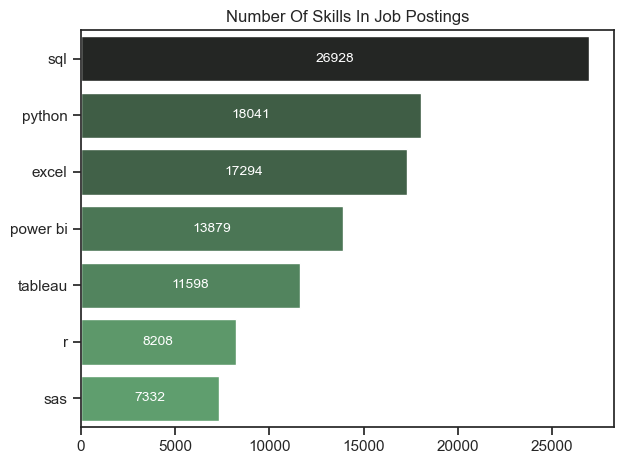 Number Of Skills In Job Postings
sql 26928
python 18041
excel 17294
power bi 13879
tableau 11598
r 8208
sas 7332
0 5000 10000 15000 20000 25000